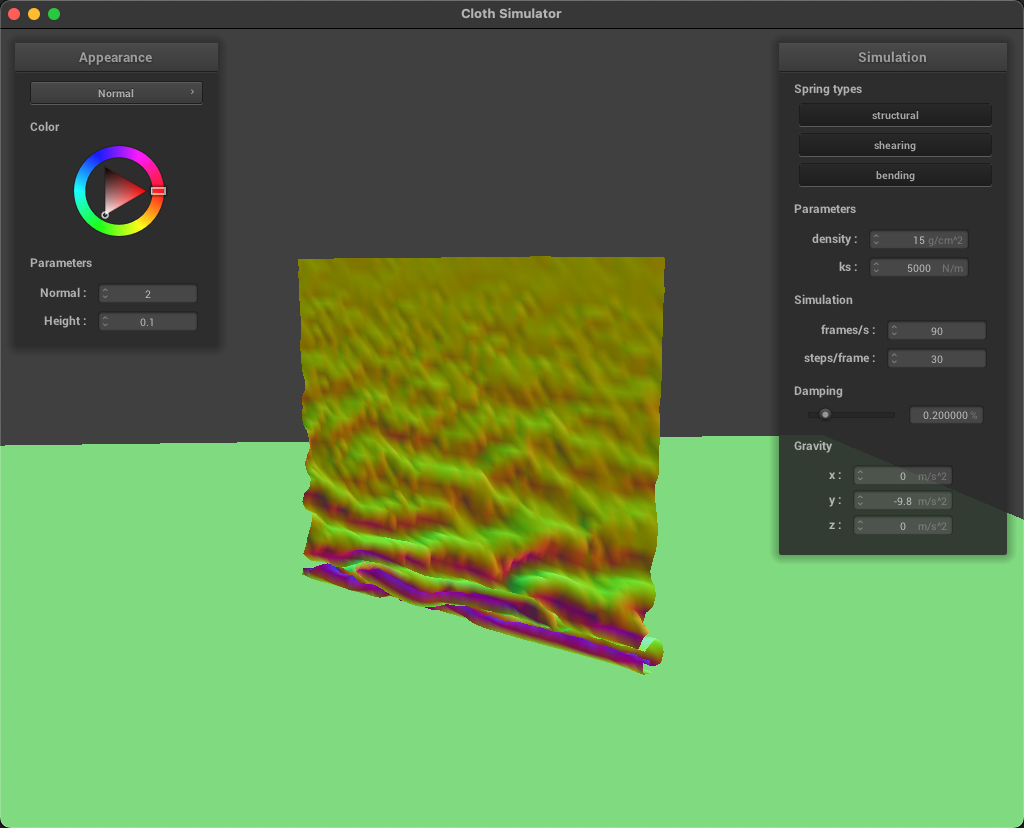 Cloth Simulator
Appearance
Normal
Color
Parameters
Normal : 2
Height : 0.1
Simulation
Spring types
structural
shearing
bending
Parameters
density : 15 g/cm^2
ks : 5000 N/m
Simulation
frames/s : 90
steps/frame : 30
Damping
0.200000 %
Gravity
x : 0 m/s^2
y : -9.8 m/s^2
z : 0 m/s^2